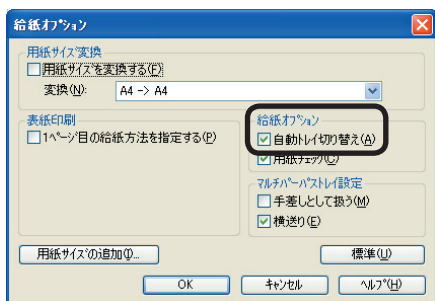 給紙ｵﾌﾟｼｮﾝ
用紙ｻｲｽﾞ変換
用紙ｻｲｽﾞを変換する(F)
変換(N): A4 -> A4
表紙印刷
1ﾍﾟｰｼﾞ目の給紙方法を指定する(P)
給紙ｵﾌﾟｼｮﾝ
自動ﾄﾚｲ切り替え(A)
用紙ﾁｪｯｸ(C)
ﾏﾙﾁﾊﾟｰﾊﾟｽﾄﾚｲ設定
手差しとして扱う(M)
横送り(E)
用紙ｻｲｽﾞの追加(I)...
標準(U)
OK
ｷｬﾝｾﾙ
ﾍﾙﾌﾟ(H)